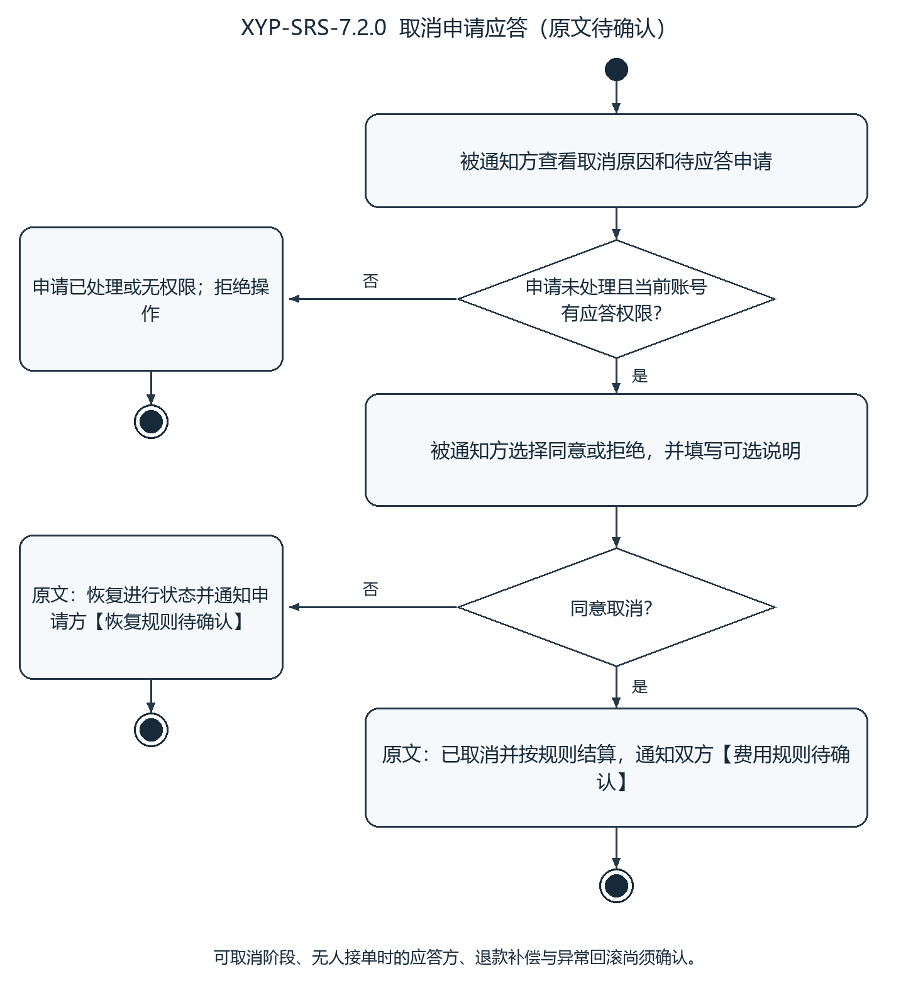 XYP-SRS-7.2.0 取消申请应答（原文待确认）
被通知方查看取消原因和待应答申请
申请未处理且当前账号
有应答权限？
否
申请已处理或无权限；拒绝操
作
是
被通知方选择同意或拒绝，并填写可选说明
同意取消？
否
原文：恢复进行状态并通知申
请方【恢复规则待确认】
是
原文：已取消并按规则结算，通知双方【费用规则待确
认】
可取消阶段、无人接单时的应答方、退款补偿与异常回滚尚须确认。